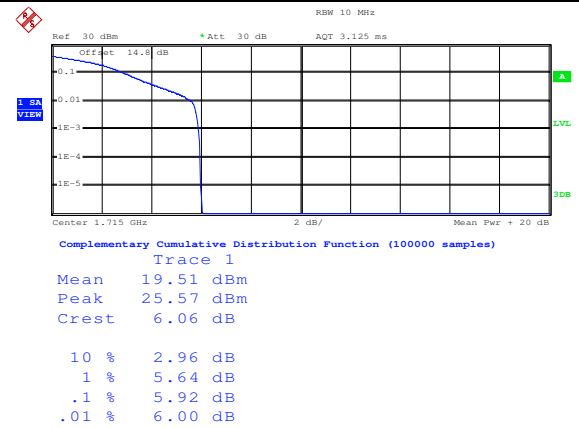 R S
RBW 10 MHz
Ref 30 dBm *Att 30 dB AQT 3.125 ms
Offset 14.8 dB
0.1
A
0.01
1 SA
VIEW
1E-3
LVL
1E-4
1E-5
3DB
Center 1.715 GHz 2 dB/ Mean Pwr + 20 dB
Complementary Cumulative Distribution Function (100000 samples)
Trace 1
Mean 19.51 dBm
Peak 25.57 dBm
Crest 6.06 dB
10 % 2.96 dB
1 % 5.64 dB
.1 % 5.92 dB
.01 % 6.00 dB